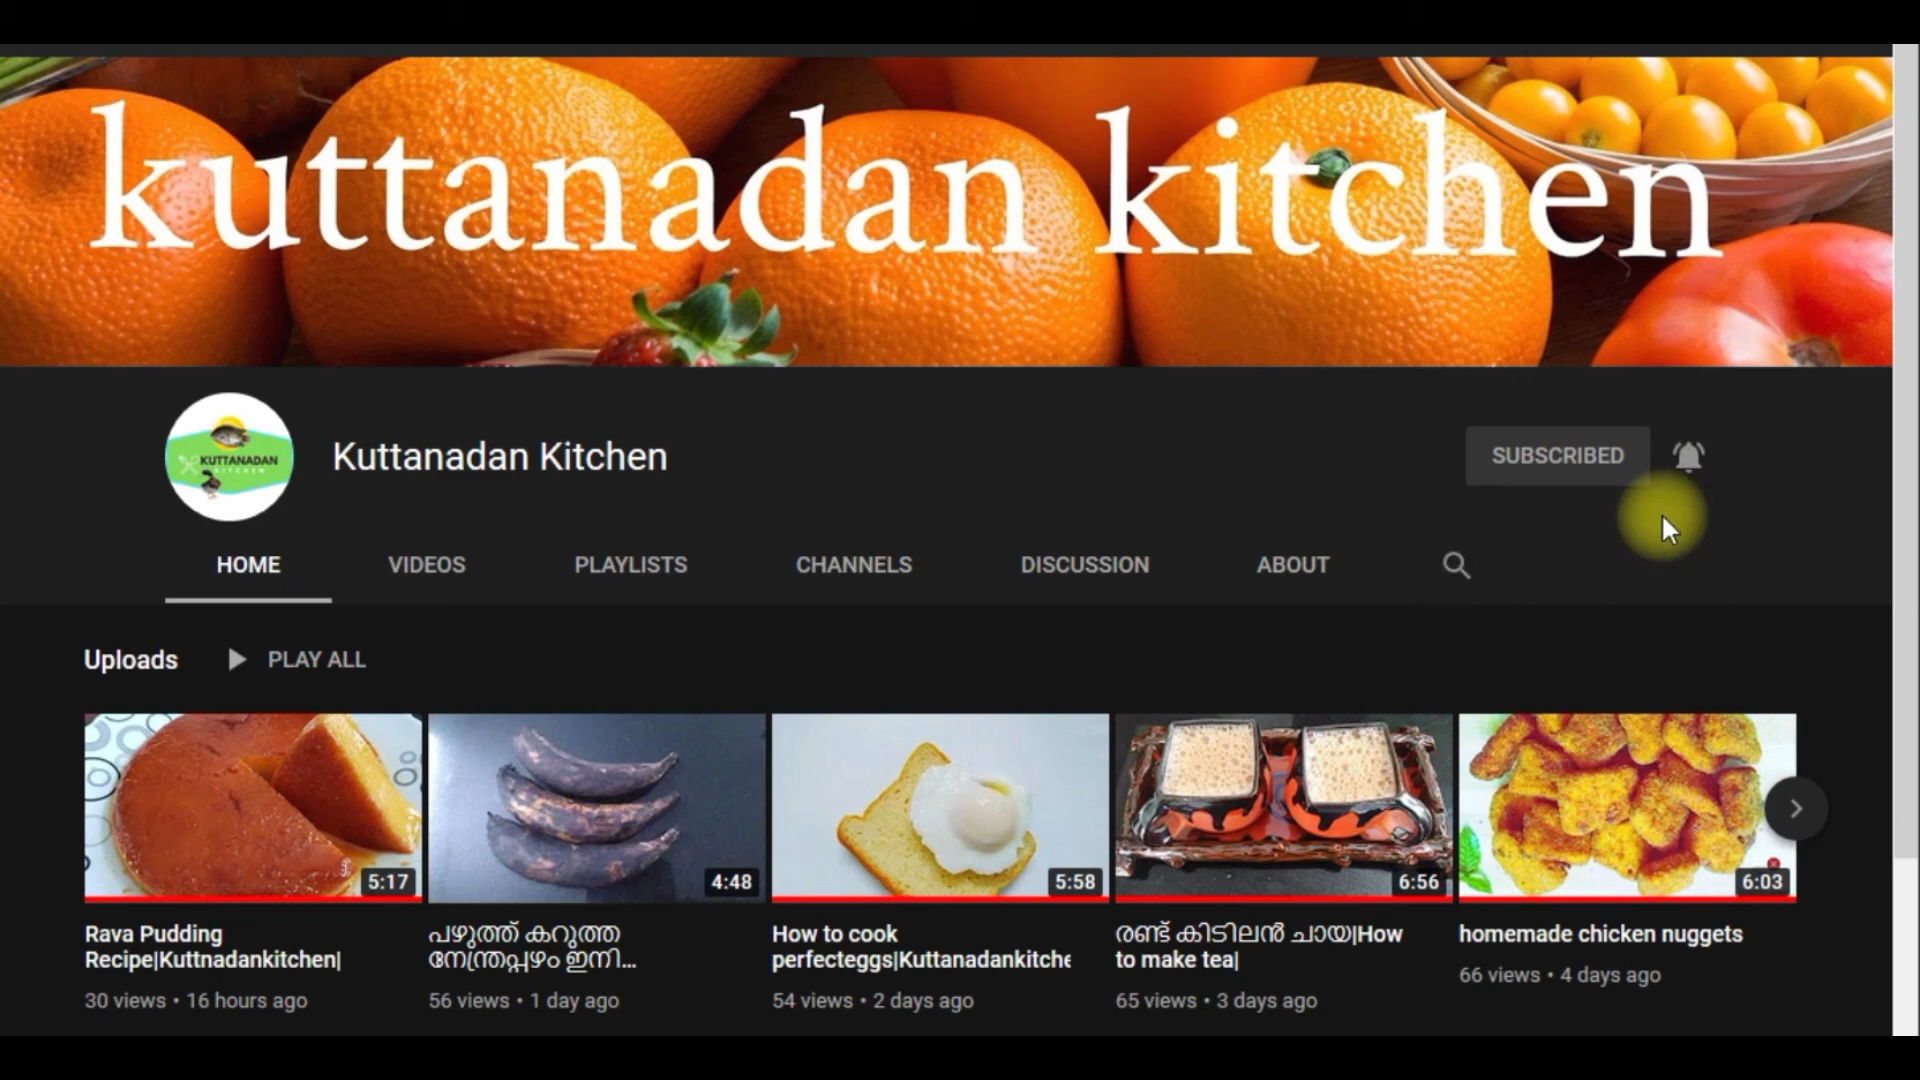 kuttanadan kitchen
KUTTANADAN
KITCHEN
Kuttanadan Kitchen
SUBSCRIBED
HOME VIDEOS PLAYLISTS CHANNELS DISCUSSION ABOUT
Uploads PLAY ALL
5:17 4:48 5:58 6:56 6:03
Rava Pudding
Recipe|Kuttnadankitchen|
30 views • 16 hours ago
പഴുത്ത് കറുത്ത
നേന്ത്രപ്പഴം ഇനി...
56 views • 1 day ago
How to cook
perfecteggs|Kuttanadankitche
54 views • 2 days ago
രണ്ട് കിടിലൻ ചായ|How
to make tea|
65 views • 3 days ago
homemade chicken nuggets
66 views • 4 days ago